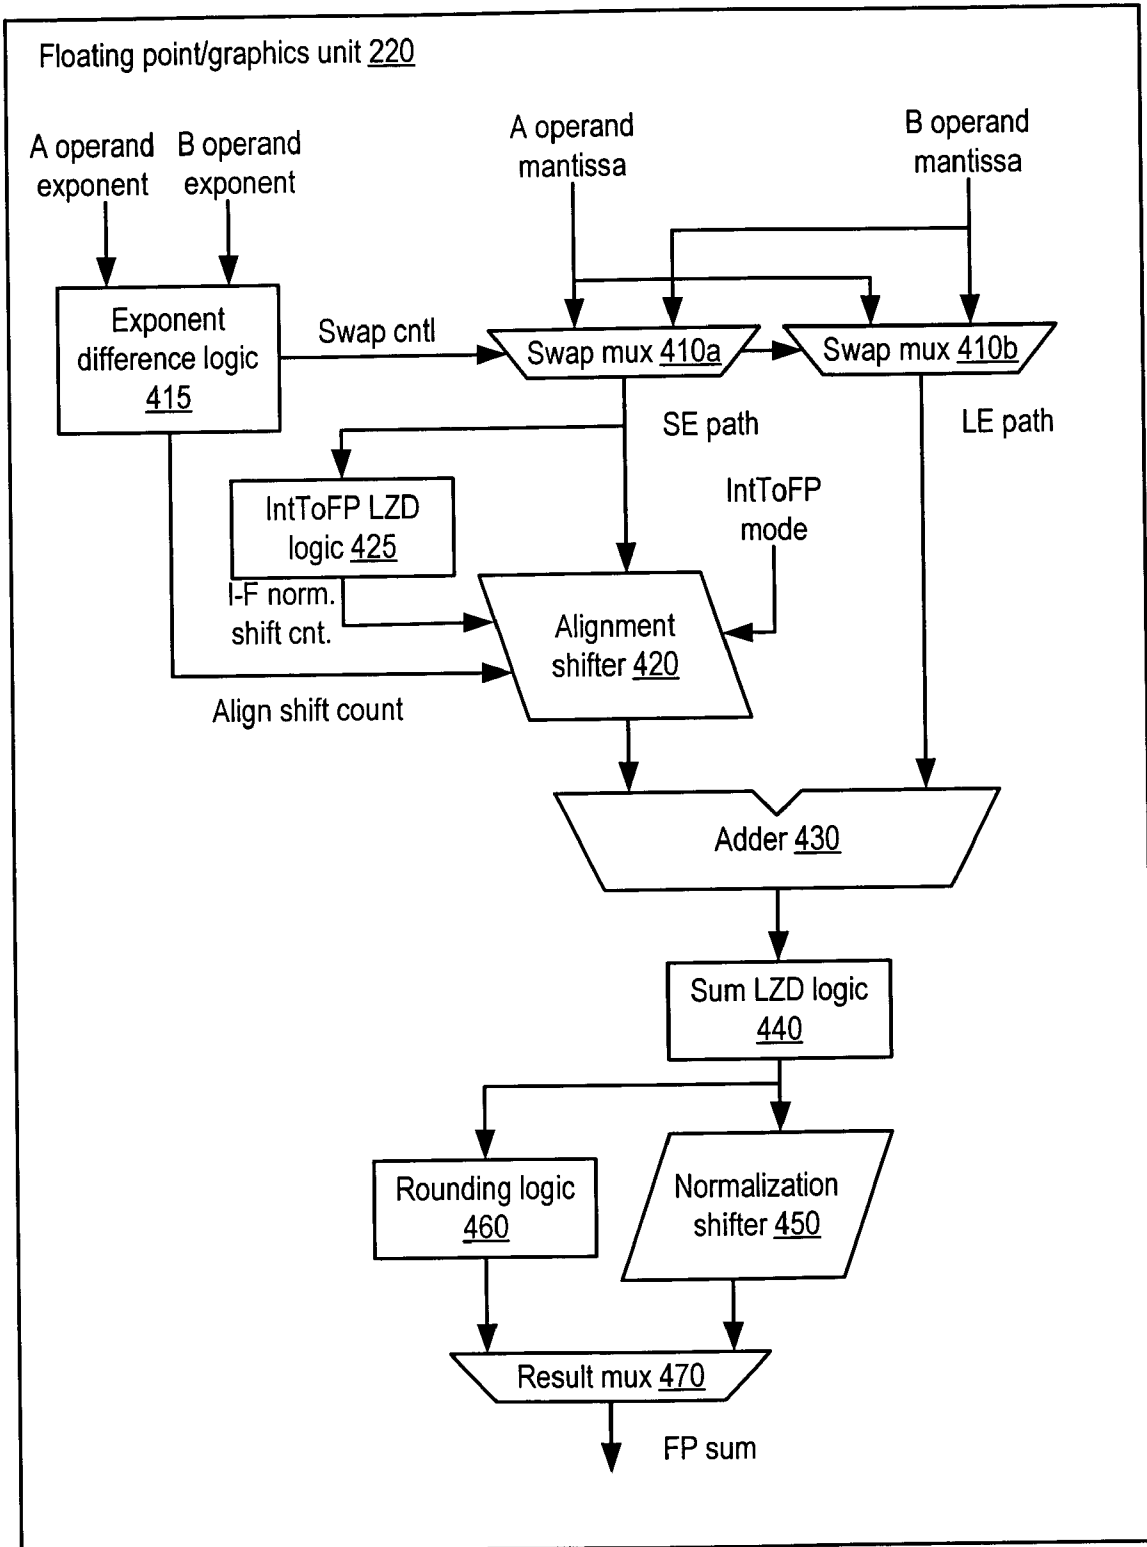 Floating point/graphics unit 220
A operand
exponent
B operand
exponent
A operand
mantissa
B operand
mantissa
Exponent
difference logic
415
Swap cntl
Swap mux 410a
Swap mux 410b
SE path
LE path
IntToFP LZD
logic 425
IntToFP
mode
I-F norm.
shift cnt.
Alignment
shifter 420
Align shift count
Adder 430
Sum LZD logic
440
Rounding logic
460
Normalization
shifter 450
Result mux 470
FP sum